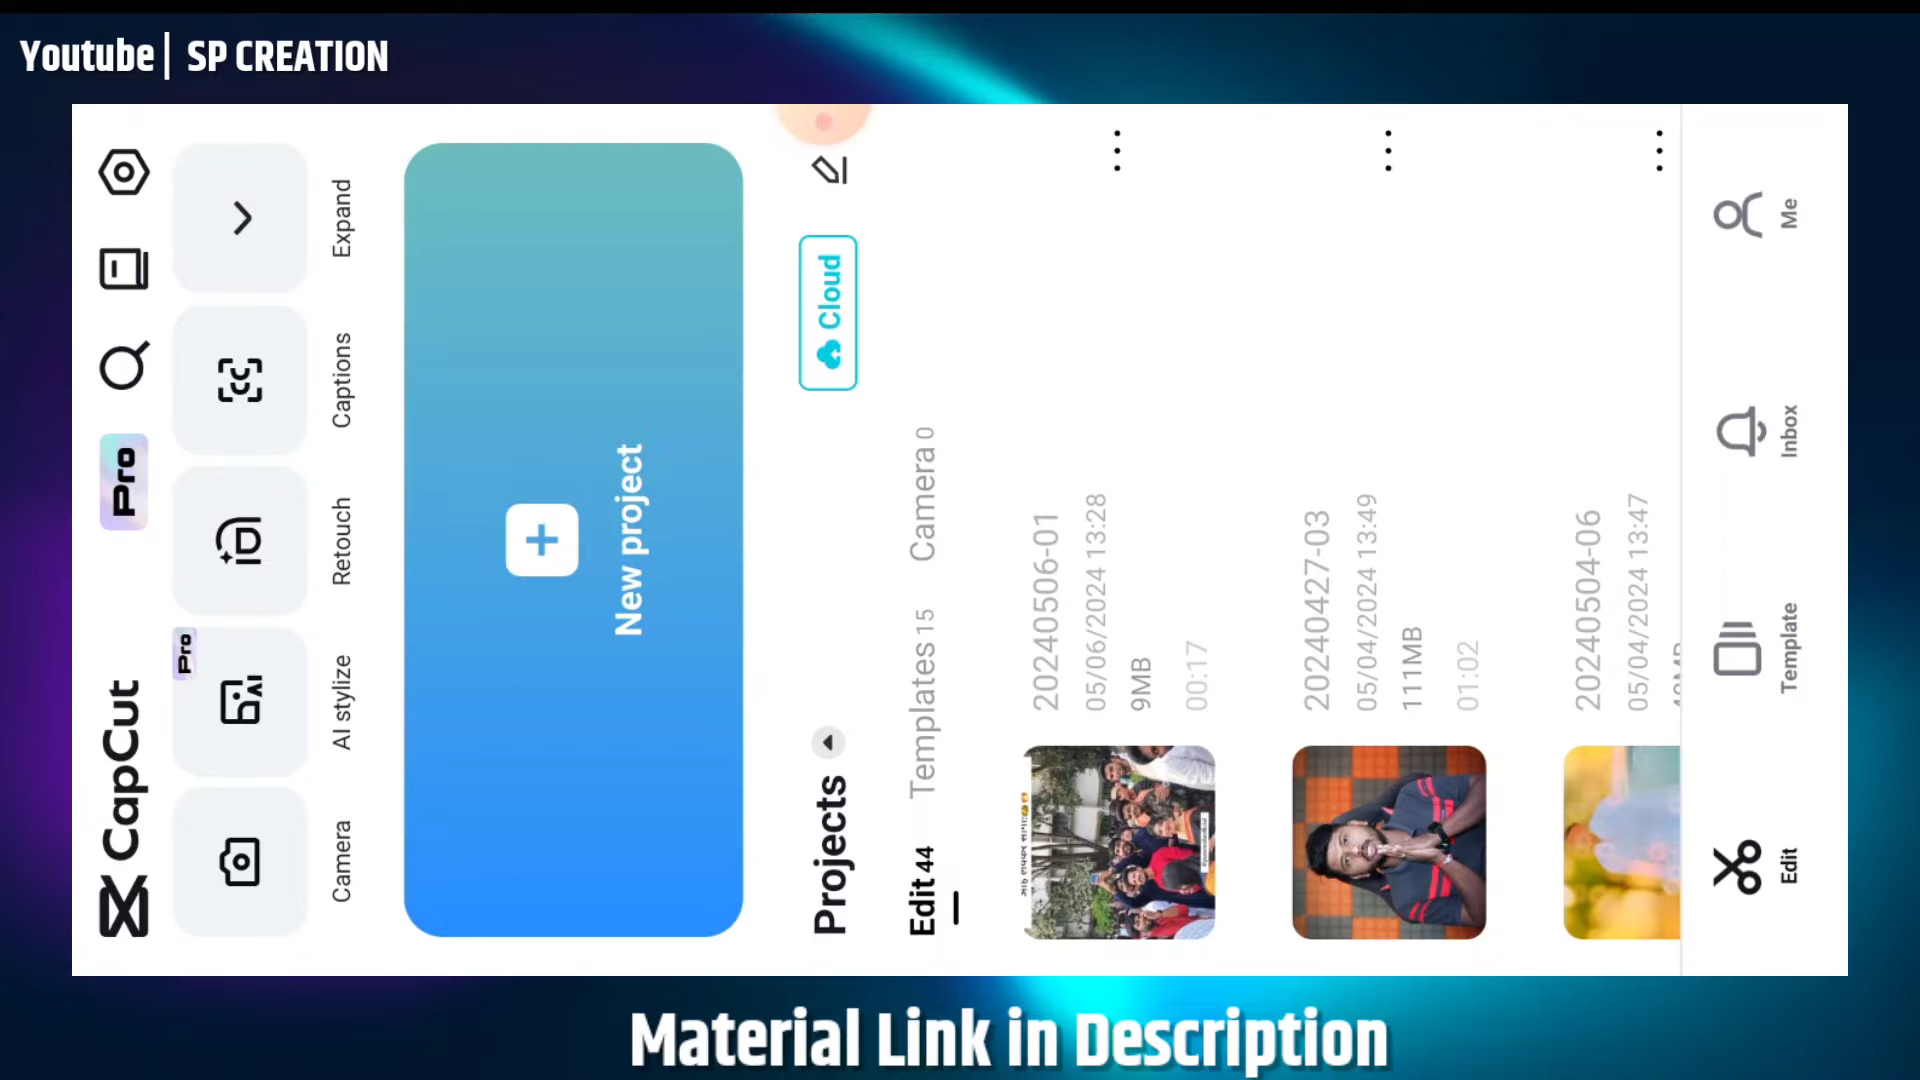 Youtube| SP CREATION
CapCut
Pro
Camera
Pro
AI stylize
Retouch
Captions
Expand
New project
Projects
Cloud
Edit 44
Templates 15
Camera 0
20240506-01
05/06/2024 13:28
9MB
00:17
20240427-03
05/04/2024 13:49
111MB
01:02
20240504-06
05/04/2024 13:47
Edit
Template
Inbox
Me
Material Link in Description